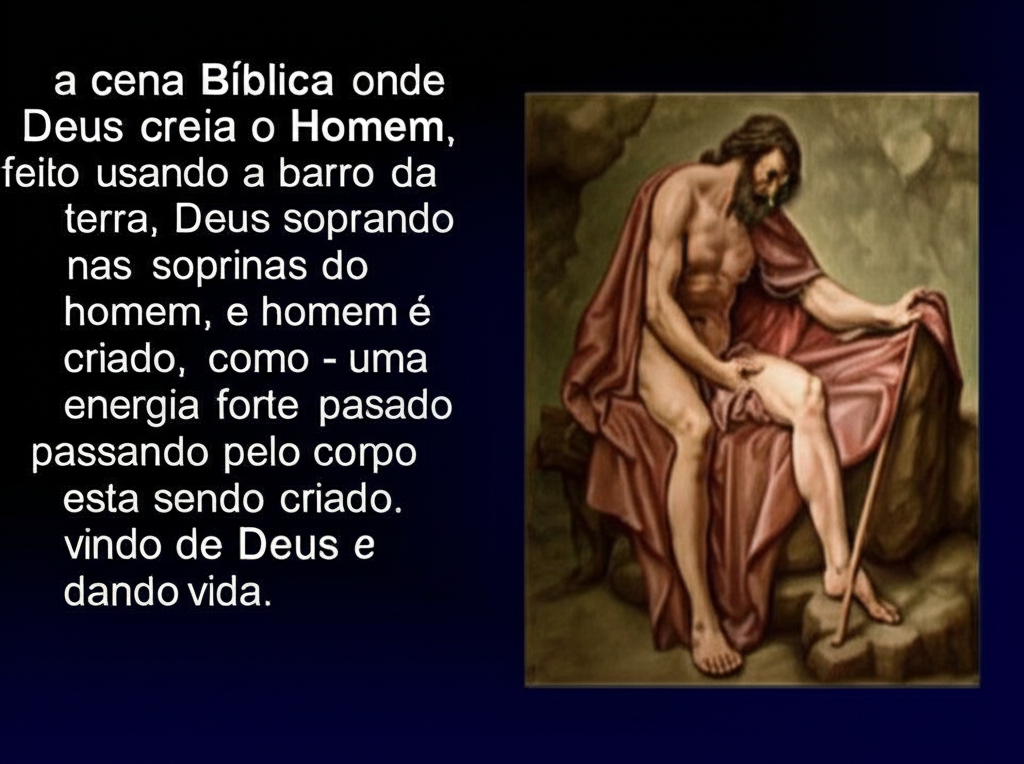 a cena Bíblica onde
Deus creia o Homem,
feito usando a barro da
terra, Deus soprando
nas soprinas do
homem, e homem é
criado, como - uma
energia forte pasado
passando pelo corpo
esta sendo criado.
vindo de Deus e
dando vida.